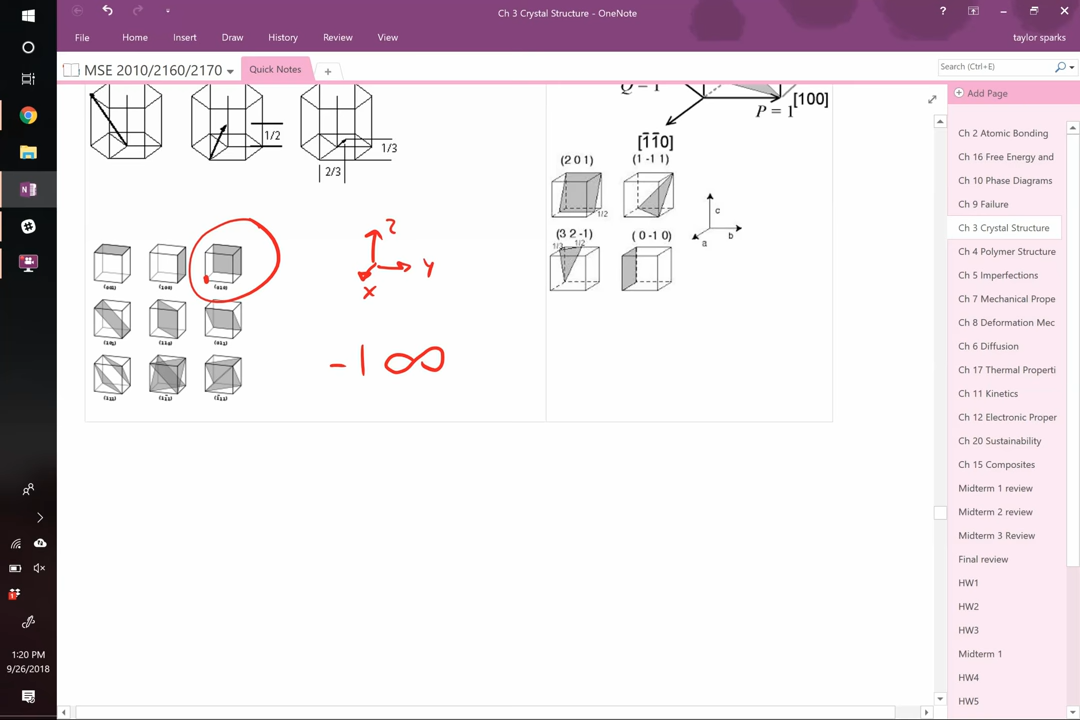 Ch 3 Crystal Structure - OneNote
?
taylor sparks
File Home Insert Draw History Review View
MSE 2010/2160/2170
Quick Notes
+
Search (Ctrl+E)
Add Page
Ch 2 Atomic Bonding
Ch 16 Free Energy and
Ch 10 Phase Diagrams
Ch 9 Failure
Ch 3 Crystal Structure
Ch 4 Polymer Structure
Ch 5 Imperfections
Ch 7 Mechanical Prope
Ch 8 Deformation Mec
Ch 6 Diffusion
Ch 17 Thermal Properti
Ch 11 Kinetics
Ch 12 Electronic Proper
Ch 20 Sustainability
Ch 15 Composites
Midterm 1 review
Midterm 2 review
Midterm 3 Review
Final review
HW1
HW2
HW3
Midterm 1
HW4
HW5
1/2
1/3
2/3
P = 1
[100]
[1̄1̄0]
(2 0 1) (1 -1 1)
1/2
(3 2 -1) ( 0 -1 0)
1/3 1/2
c
b
a
z
y
x
(001) (100) (010)
(101) (110) (011)
-1 ∞
1:20 PM
9/26/2018